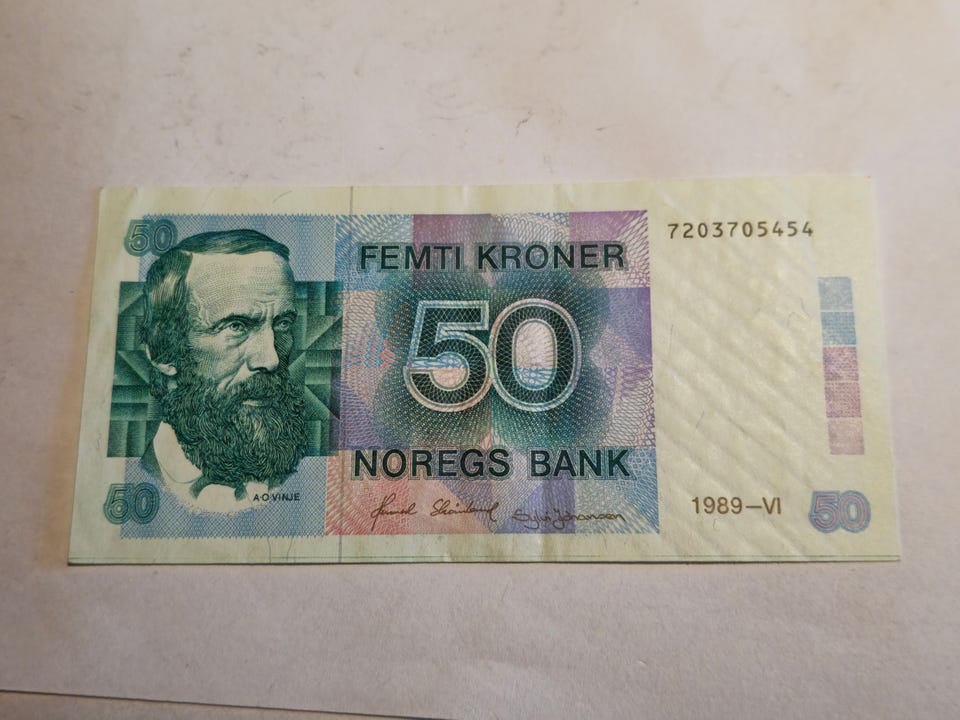 50
FEMTI KRONER
7203705454
50
NOREGS BANK
A·O·VINJE
50
1989-VI
50